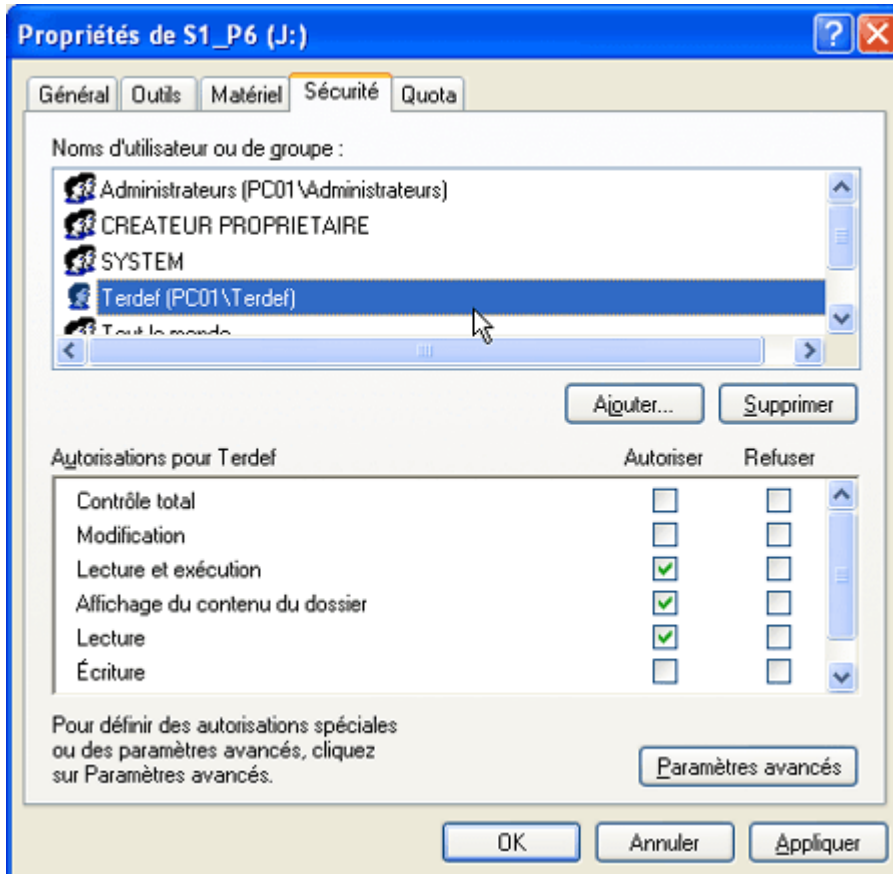 Propriétés de S1_P6 (J:)
Général Outils Matériel Sécurité Quota
Noms d'utilisateur ou de groupe :
Administrateurs (PC01\Administrateurs)
CREATEUR PROPRIETAIRE
SYSTEM
Terdef (PC01\Terdef)
Tout le monde
Ajouter... Supprimer
Autorisations pour Terdef Autoriser Refuser
Contrôle total
Modification
Lecture et exécution
Affichage du contenu du dossier
Lecture
Écriture
Pour définir des autorisations spéciales
ou des paramètres avancés, cliquez
sur Paramètres avancés.
Paramètres avancés
OK Annuler Appliquer